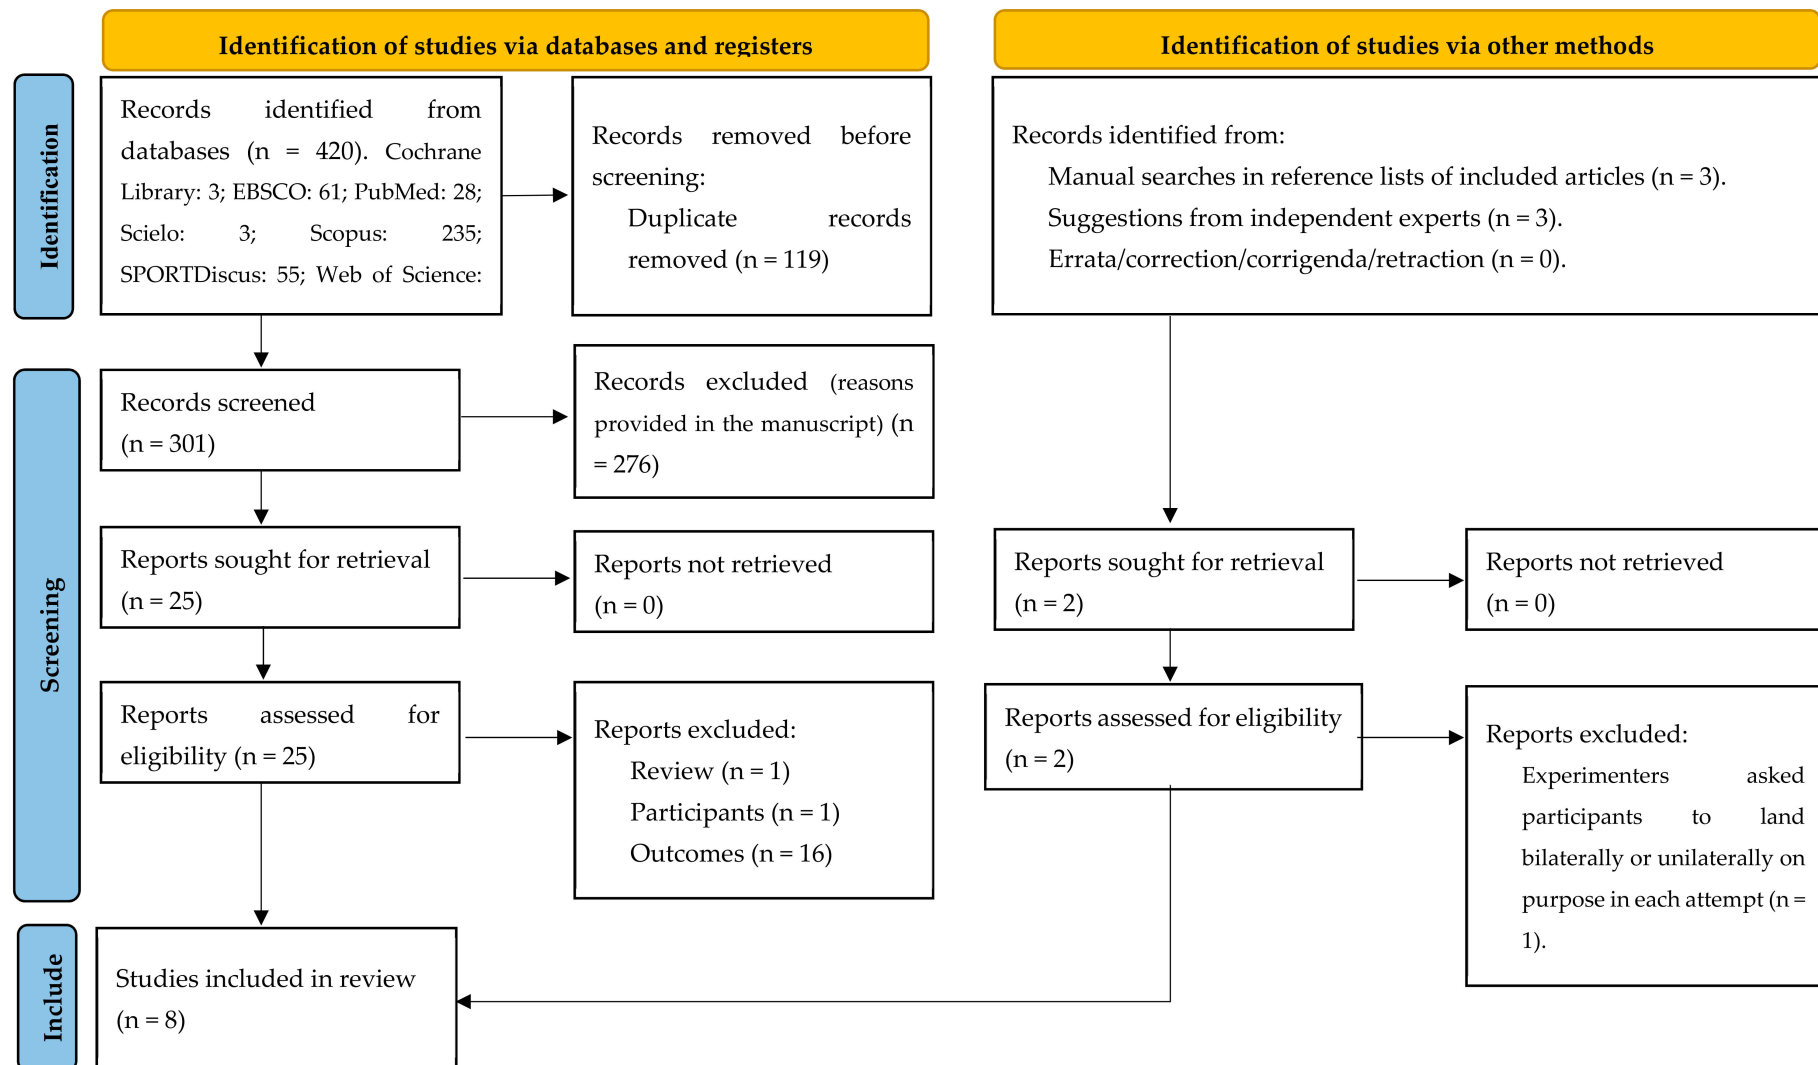 Identification of studies via databases and registers
Identification of studies via other methods
Identification
Records identified from
databases (n = 420). Cochrane
Library: 3; EBSCO: 61; PubMed: 28;
Scielo: 3; Scopus: 235;
SPORTDiscus: 55; Web of Science:
Records removed before
screening:
Duplicate records
removed (n = 119)
Records identified from:
Manual searches in reference lists of included articles (n = 3).
Suggestions from independent experts (n = 3).
Errata/correction/corrigenda/retraction (n = 0).
Screening
Records screened
(n = 301)
Records excluded (reasons
provided in the manuscript) (n
= 276)
Reports sought for retrieval
(n = 25)
Reports not retrieved
(n = 0)
Reports sought for retrieval
(n = 2)
Reports not retrieved
(n = 0)
Reports assessed for
eligibility (n = 25)
Reports excluded:
Review (n = 1)
Participants (n = 1)
Outcomes (n = 16)
Reports assessed for eligibility
(n = 2)
Reports excluded:
Experimenters asked
participants to land
bilaterally or unilaterally on
purpose in each attempt (n =
1).
Include
Studies included in review
(n = 8)